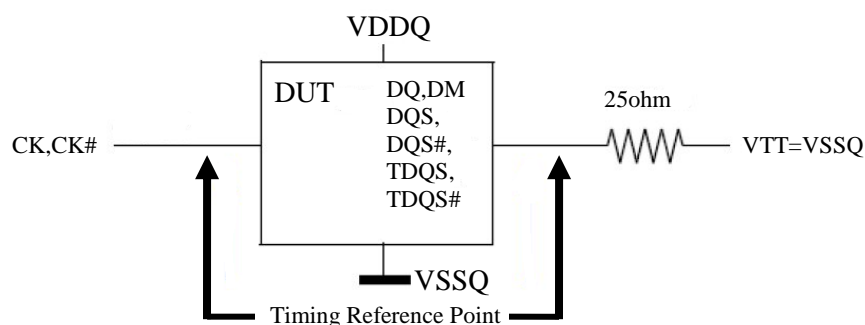 VDDQ
DUT
DQ,DM
DQS,
DQS#,
TDQS,
TDQS#
CK,CK#
25ohm
VTT=VSSQ
VSSQ
Timing Reference Point